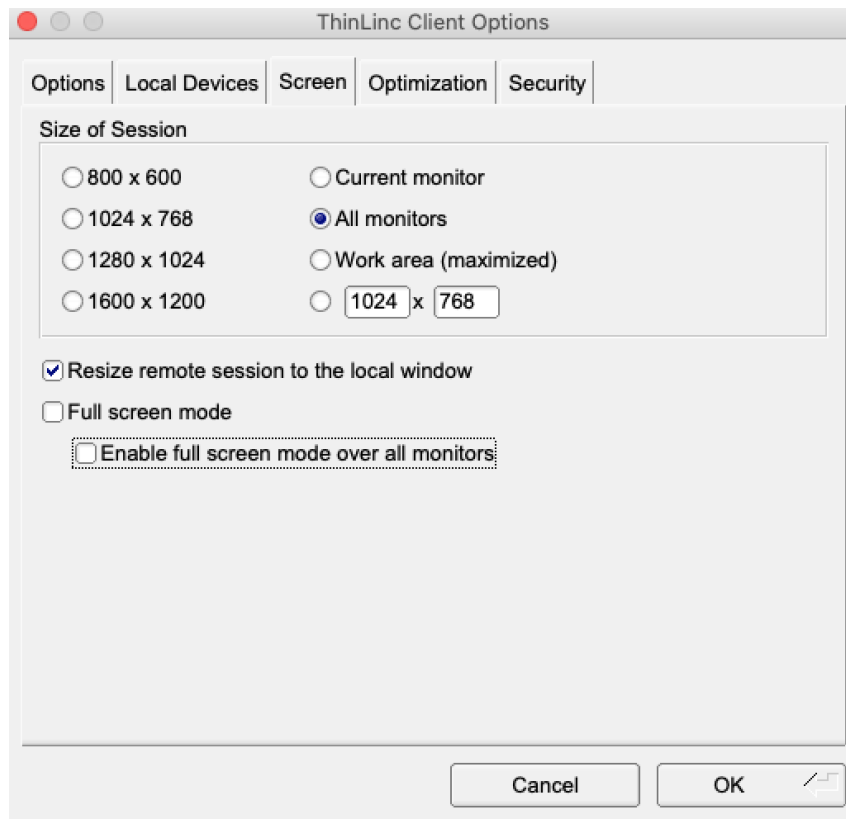 ThinLinc Client Options
Options Local Devices Screen Optimization Security
Size of Session
800 x 600 Current monitor
1024 x 768 All monitors
1280 x 1024 Work area (maximized)
1600 x 1200 1024 x 768
Resize remote session to the local window
Full screen mode
Enable full screen mode over all monitors
Cancel OK